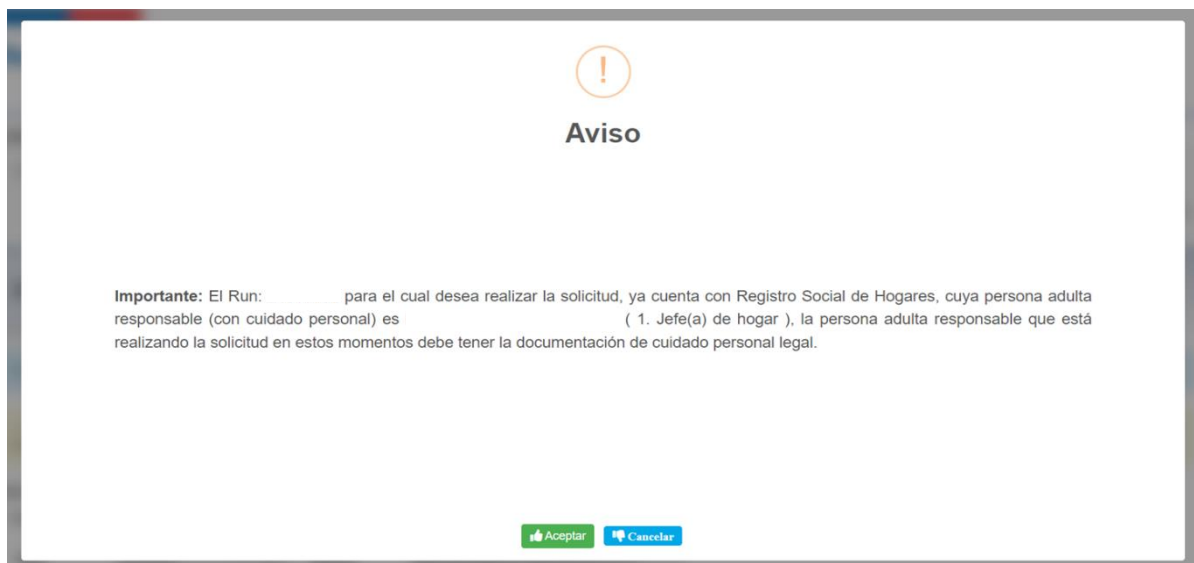 !
Aviso
Importante: El Run: para el cual desea realizar la solicitud, ya cuenta con Registro Social de Hogares, cuya persona adulta
responsable (con cuidado personal) es ( 1. Jefe(a) de hogar ), la persona adulta responsable que está
realizando la solicitud en estos momentos debe tener la documentación de cuidado personal legal.
Aceptar Cancelar